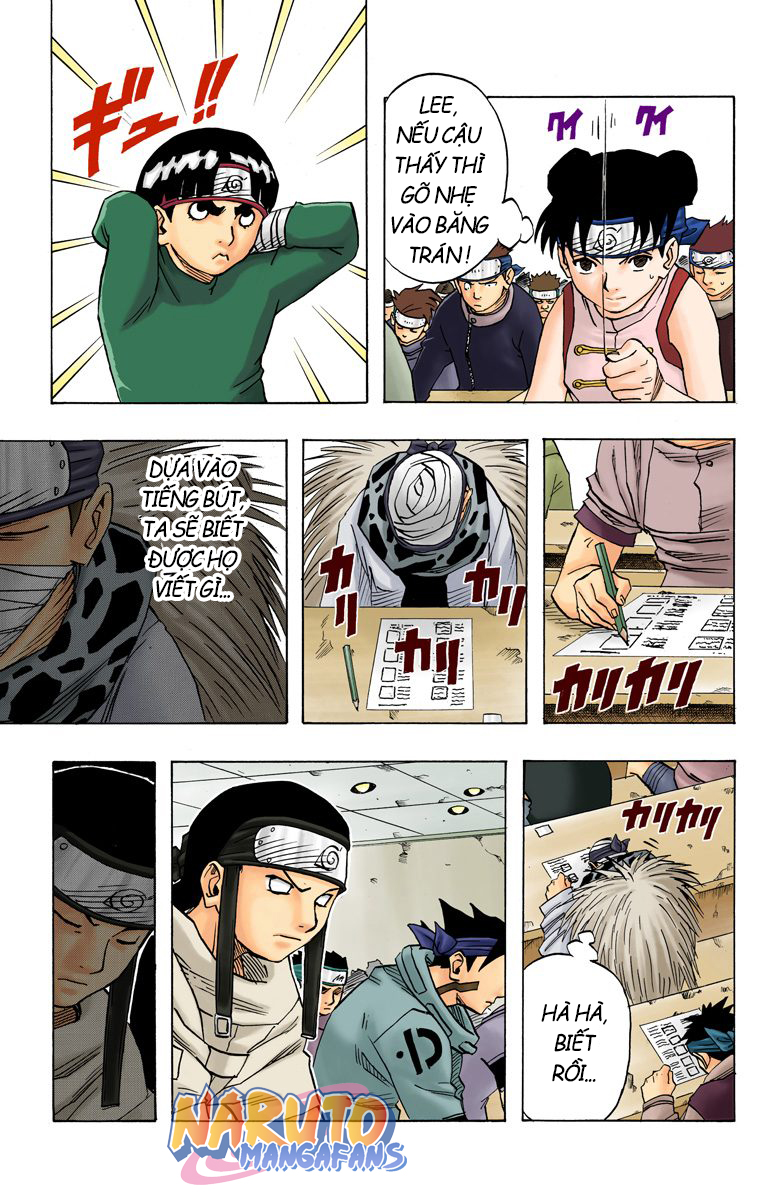 LEE,
NẾU CẬU
THẤY THÌ
GÕ NHẸ
VÀO BĂNG
TRÁN!
クイ
クイ
ギュ!!
カリカリ
カリ
カリ
カリ
DỰA VÀO
TIẾNG BÚT,
TA SẼ BIẾT
ĐƯỢC HỌ
VIẾT GÌ...
カリカリ
HÀ HÀ,
BIẾT
RỒI...
NARUTO
MANGAFANS